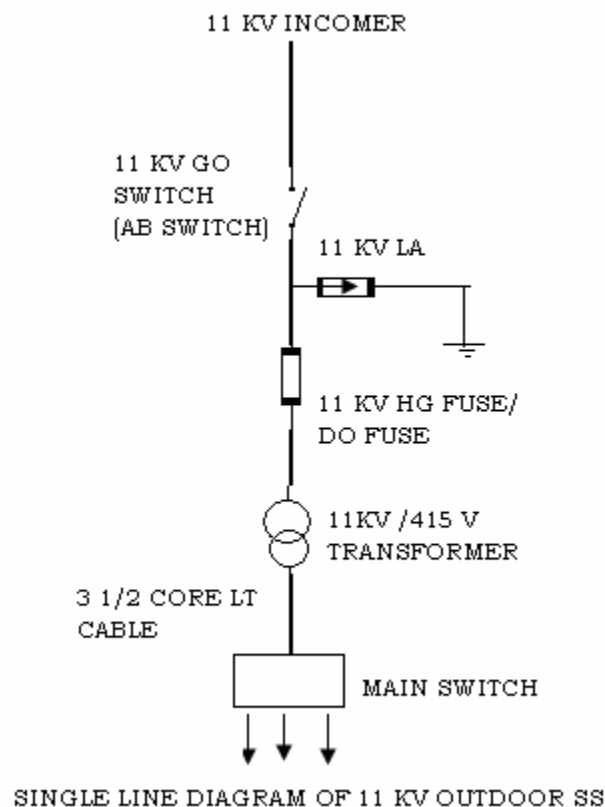 11 KV INCOMER
11 KV GO
SWITCH
(AB SWITCH)
11 KV LA
11 KV HG FUSE/
DO FUSE
11KV /415 V
TRANSFORMER
3 1/2 CORE LT
CABLE
MAIN SWITCH
SINGLE LINE DIAGRAM OF 11 KV OUTDOOR SS